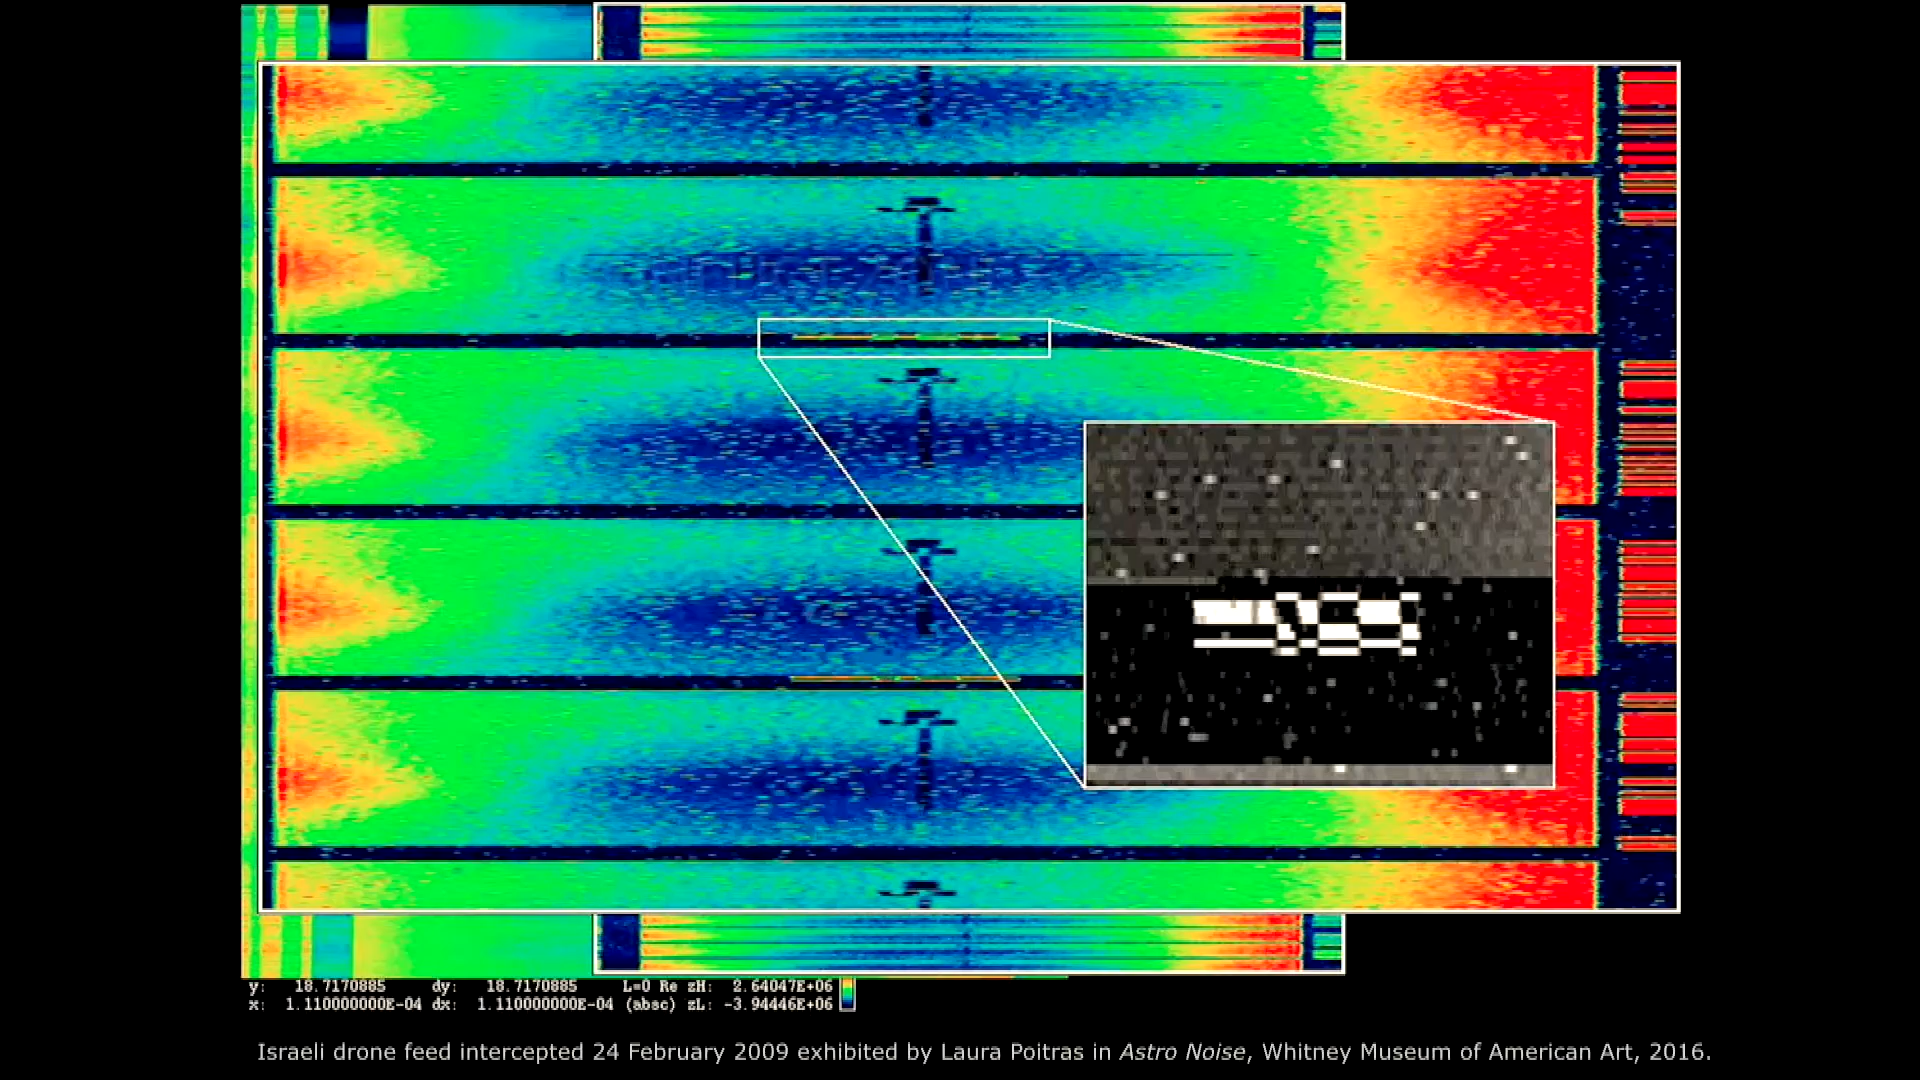 y: 18.7170885 dy: 18.7170885 L=0 Re zH: 2.64047E+06
x: 1.110000000E-04 dx: 1.110000000E-04 (absc) zL: -3.94446E+06
Israeli drone feed intercepted 24 February 2009 exhibited by Laura Poitras in Astro Noise, Whitney Museum of American Art, 2016.